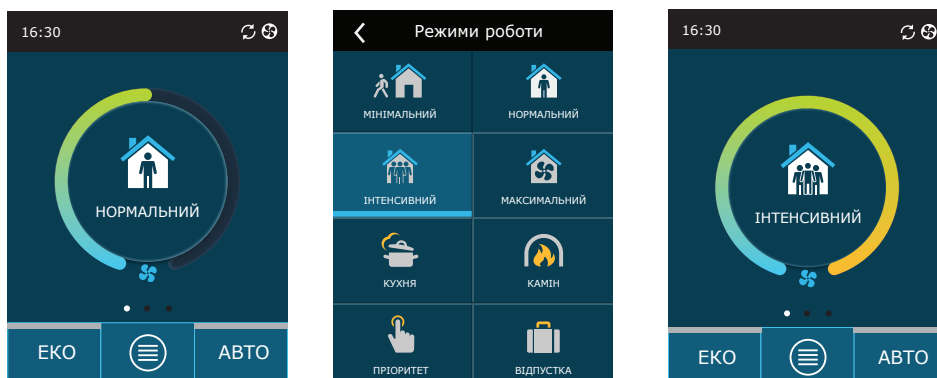 16:30
НОРМАЛЬНИЙ
ЕКО
АВТО
Режими роботи
МІНІМАЛЬНИЙ
НОРМАЛЬНИЙ
ІНТЕНСИВНИЙ
МАКСИМАЛЬНИЙ
КУХНЯ
КАМІН
ПРІОРИТЕТ
ВІДПУСТКА
16:30
ІНТЕНСИВНИЙ
ЕКО
АВТО